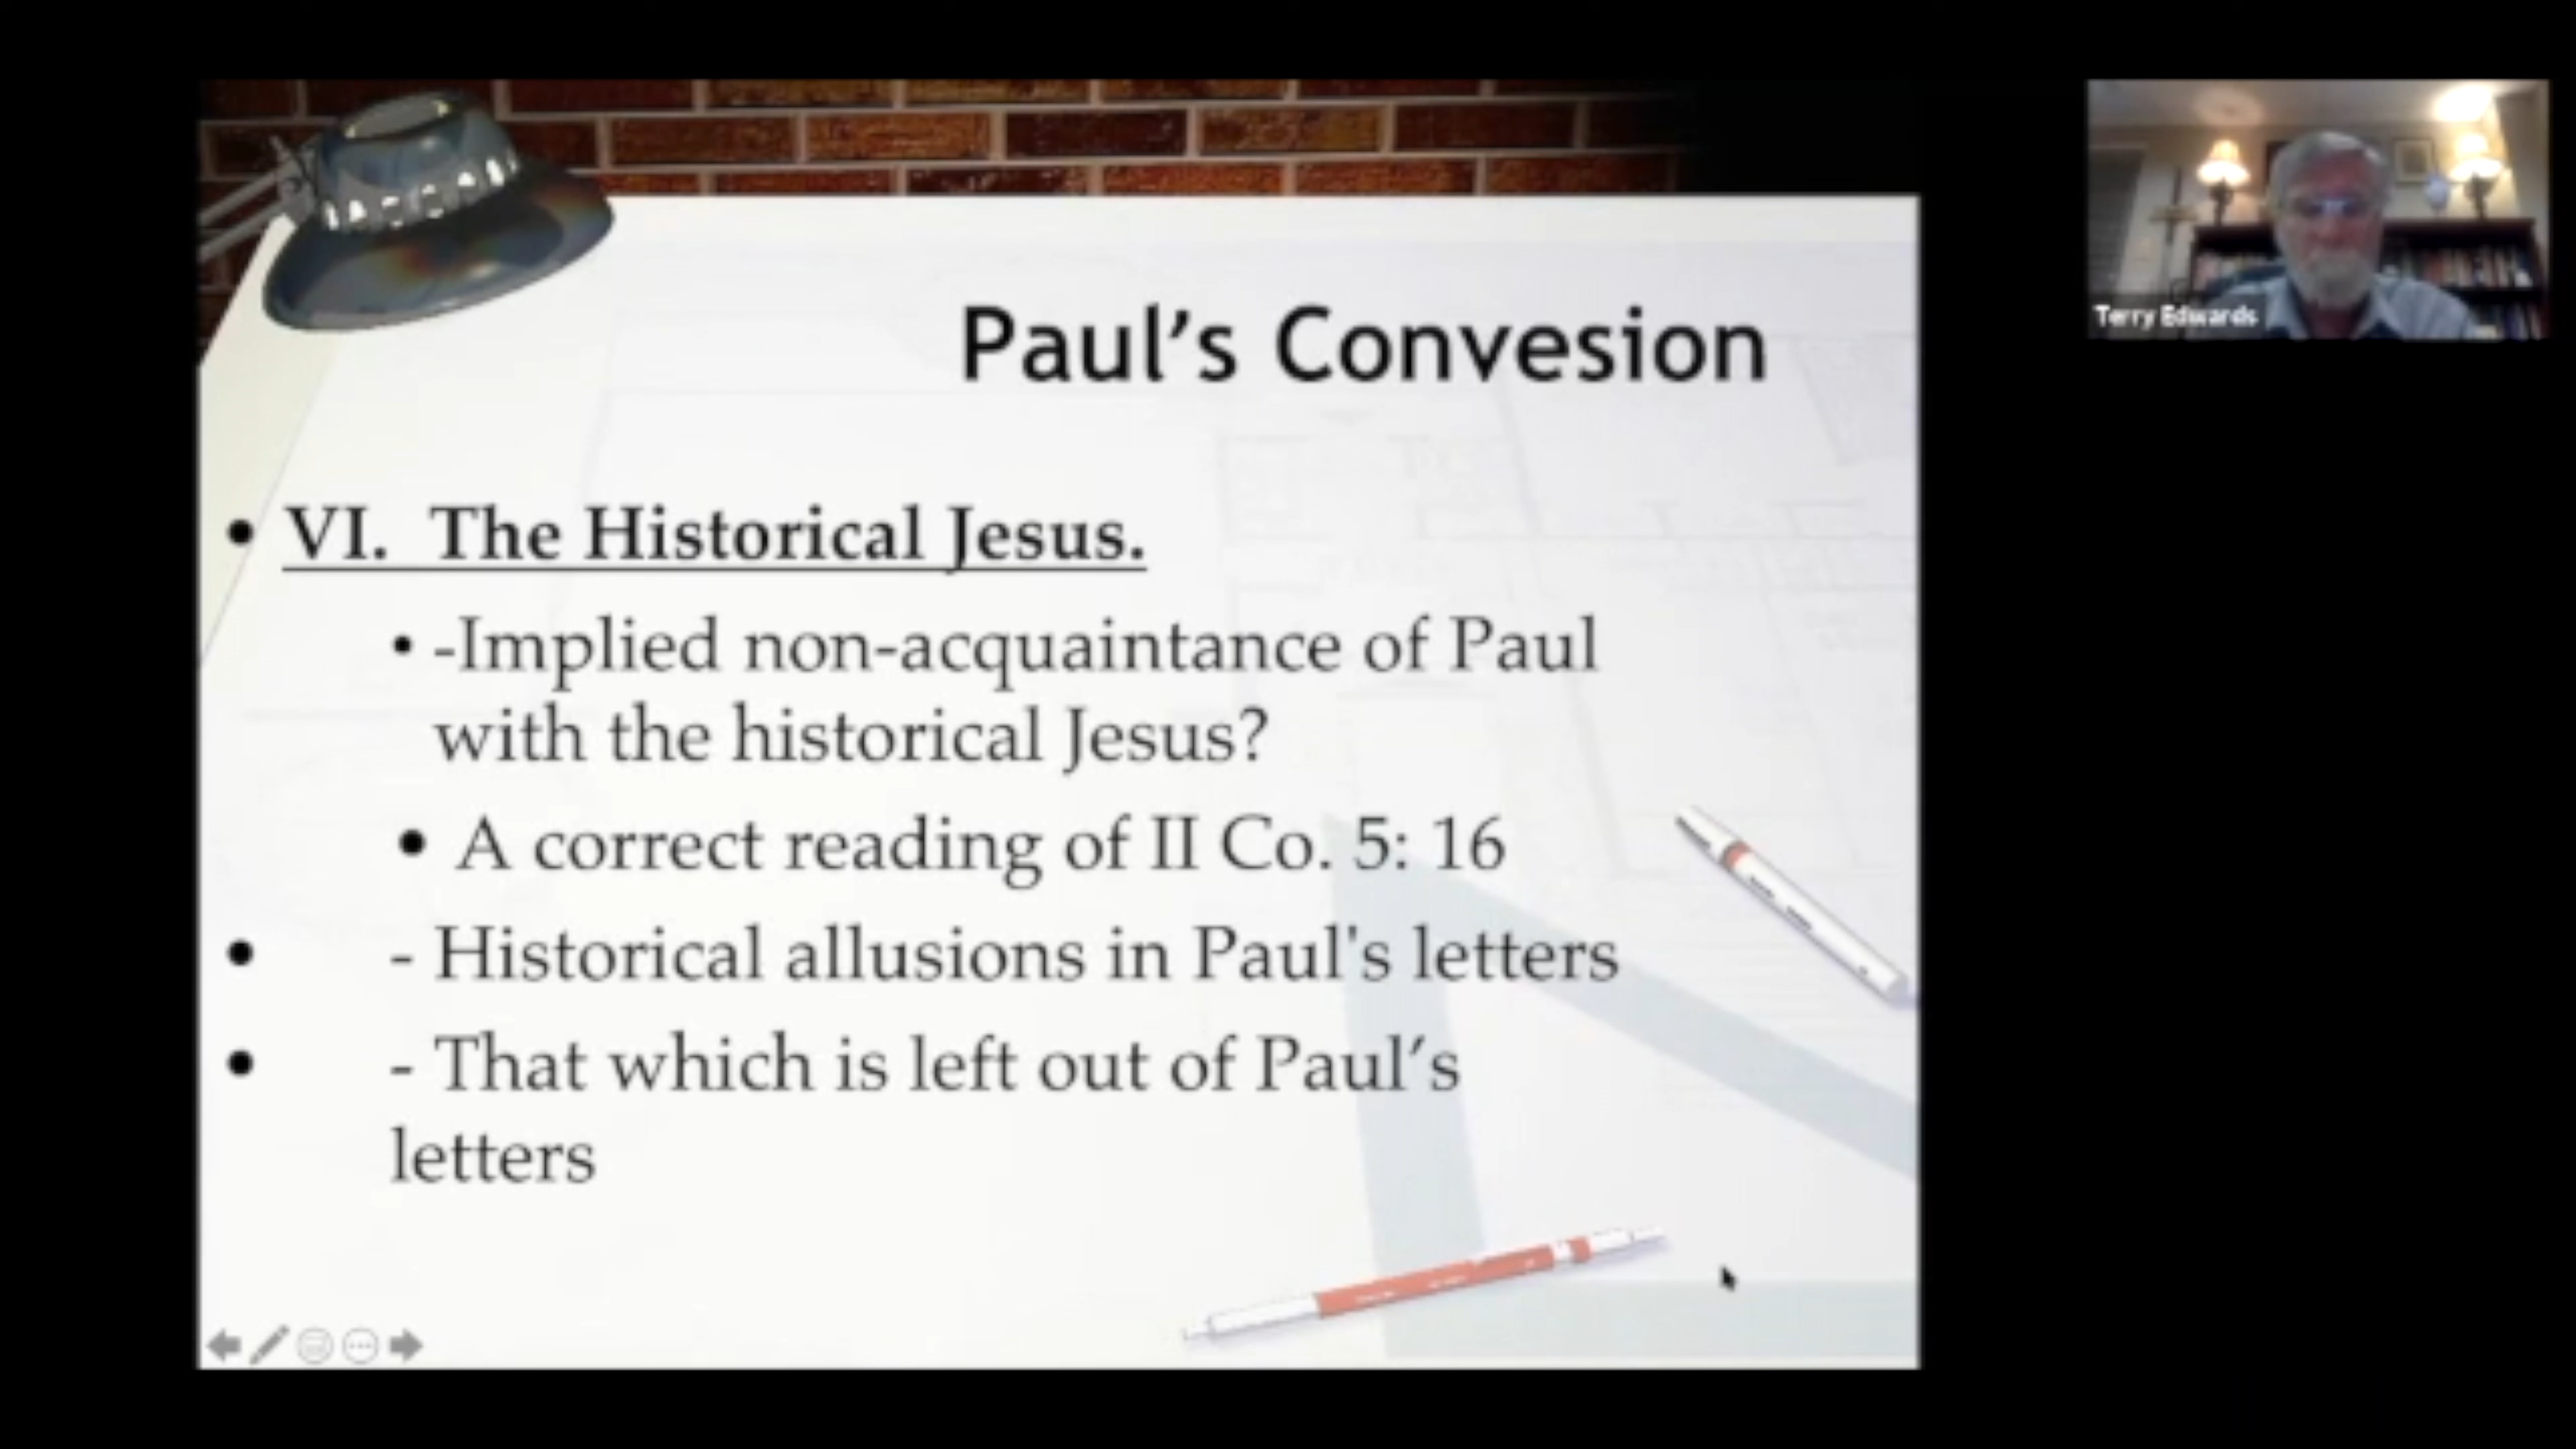 Paul’s Convesion
• VI. The Historical Jesus.
• -Implied non-acquaintance of Paul
with the historical Jesus?
• A correct reading of II Co. 5: 16
• - Historical allusions in Paul's letters
• - That which is left out of Paul’s
letters
Terry Edwards